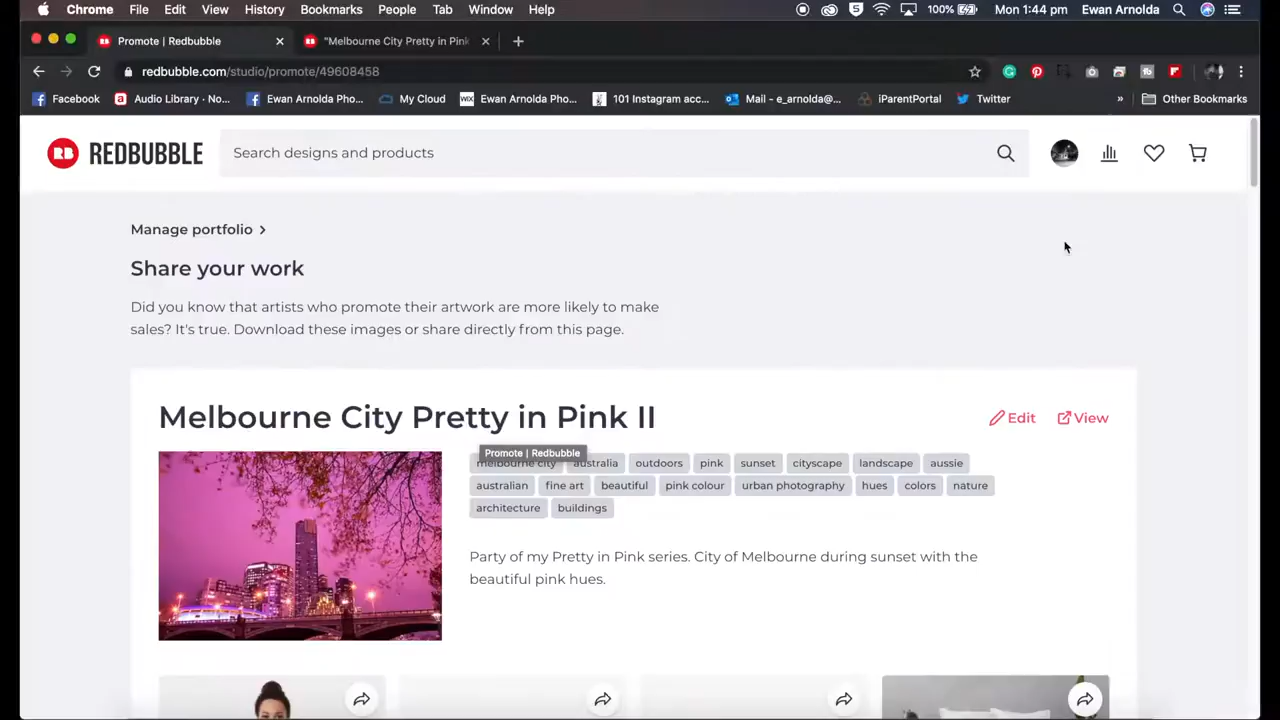 Chrome File Edit View History Bookmarks People Tab Window Help 5 100% Mon 1:44 pm Ewan Arnolda
Promote | Redbubble "Melbourne City Pretty in Pink
redbubble.com/studio/promote/49608458
Facebook Audio Library · No... Ewan Arnolda Pho... My Cloud WIX Ewan Arnolda Pho... 101 Instagram acc... Mail - e_arnolda@... iParentPortal Twitter » Other Bookmarks
RB REDBUBBLE Search designs and products
Manage portfolio
Share your work
Did you know that artists who promote their artwork are more likely to make
sales? It's true. Download these images or share directly from this page.
Melbourne City Pretty in Pink II Edit View
Promote | Redbubble
melbourne city australia outdoors pink sunset cityscape landscape aussie
australian fine art beautiful pink colour urban photography hues colors nature
architecture buildings
Party of my Pretty in Pink series. City of Melbourne during sunset with the
beautiful pink hues.